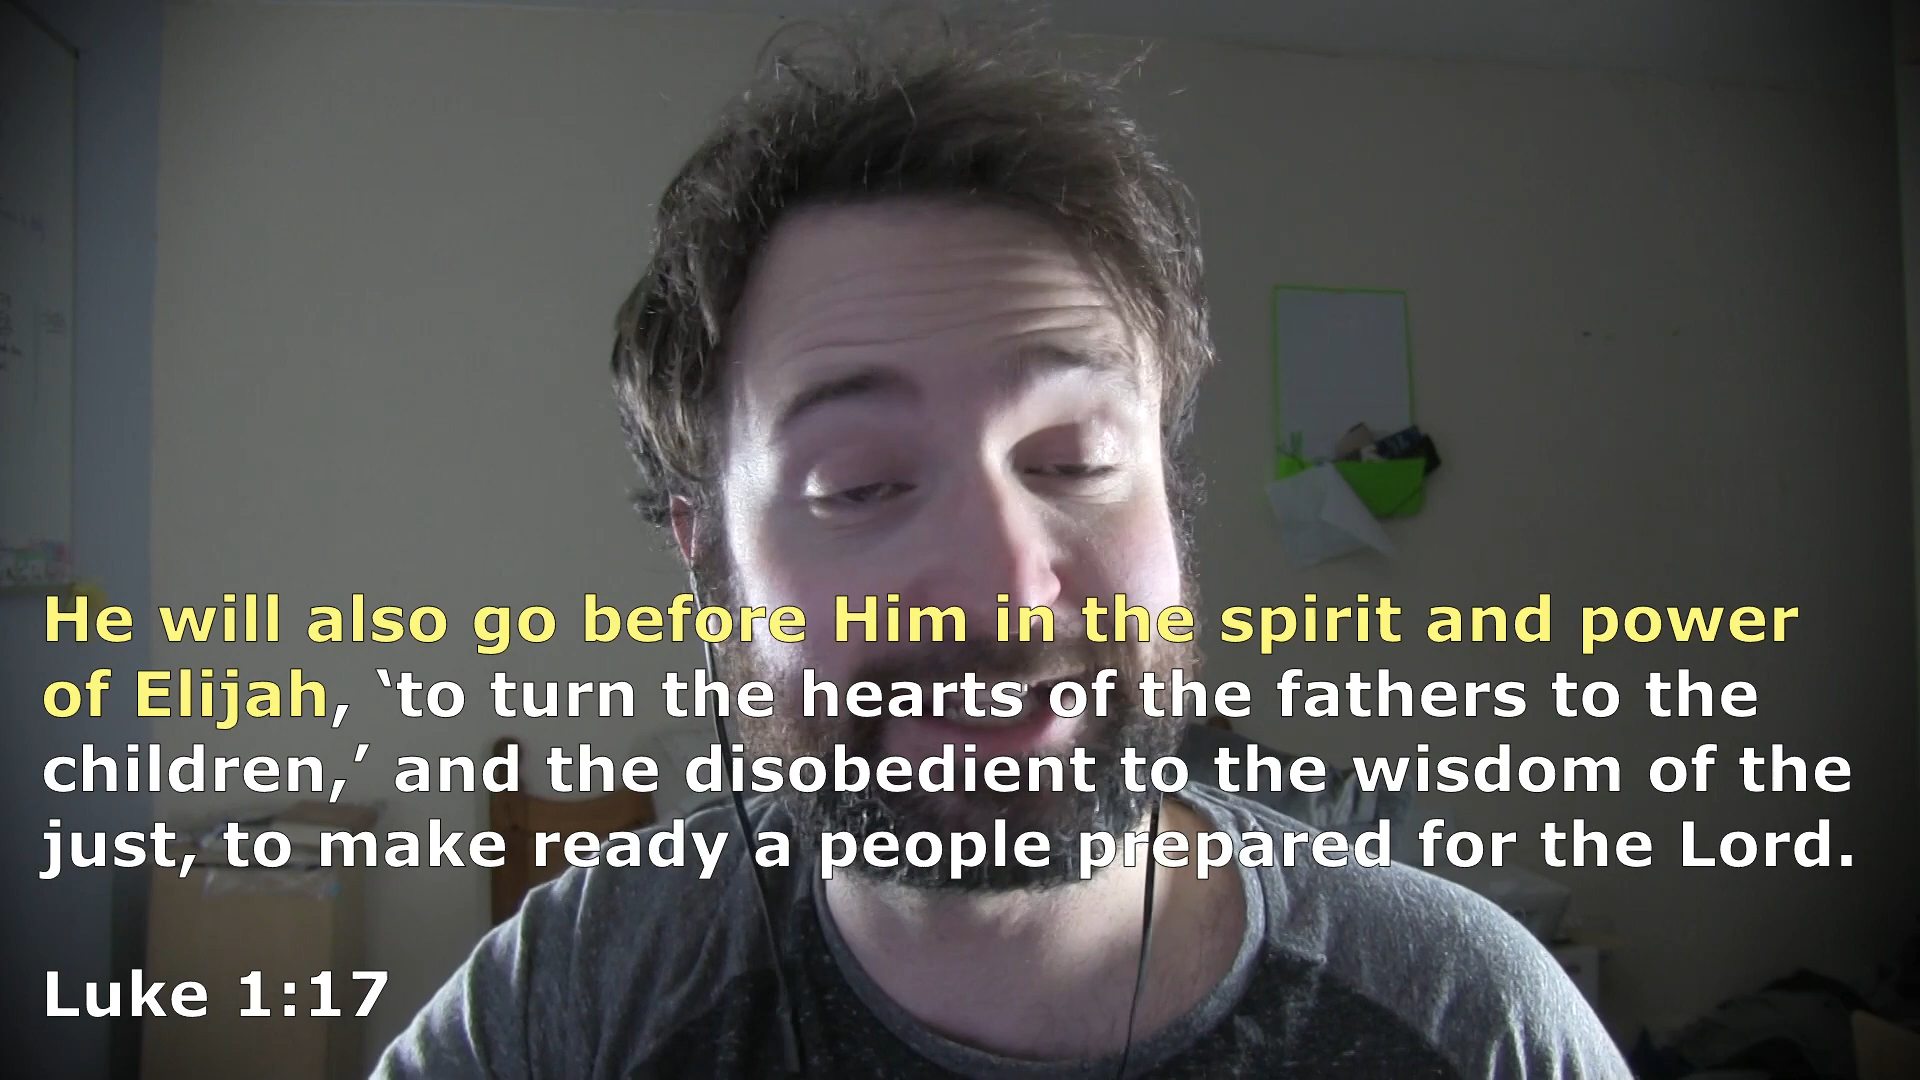 He will also go before Him in the spirit and power
of Elijah, ‘to turn the hearts of the fathers to the
children,’ and the disobedient to the wisdom of the
just, to make ready a people prepared for the Lord.
Luke 1:17